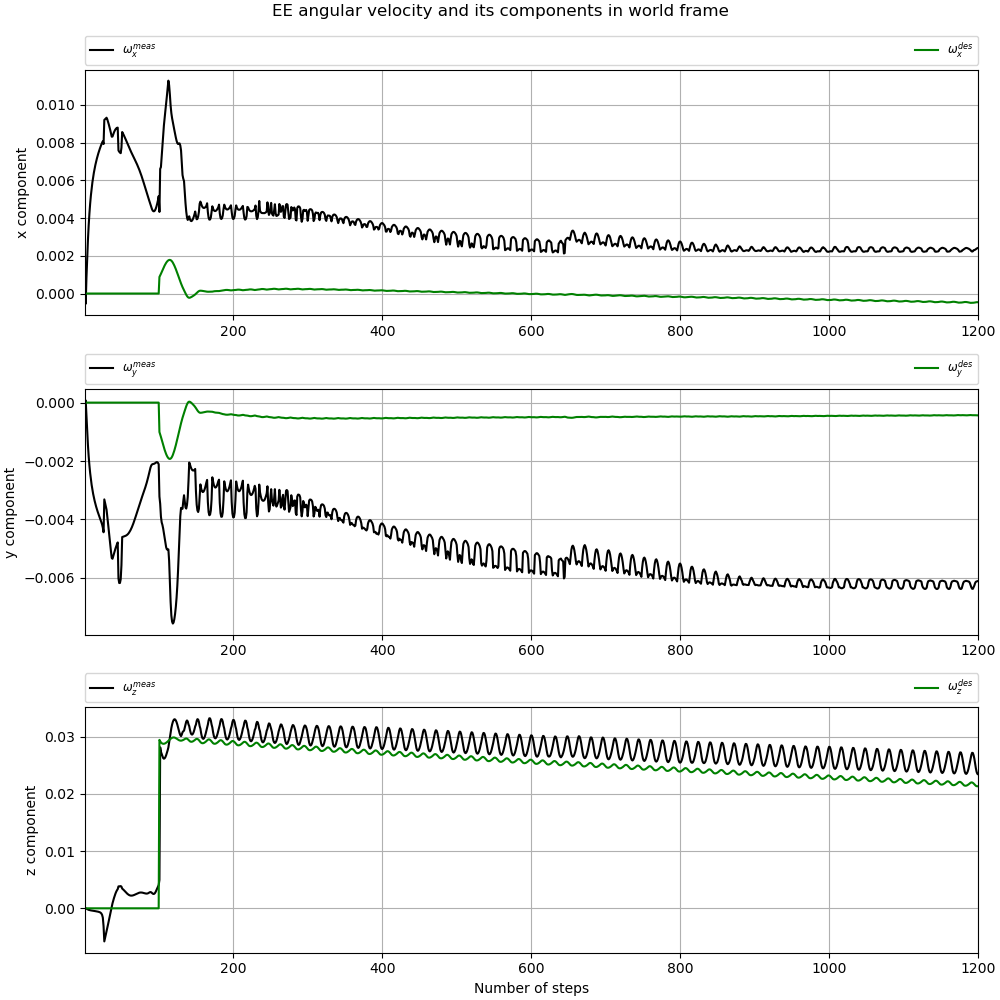 EE angular velocity and its components in world frame
ω_x^meas ω_x^des
0.010
0.008
0.006
0.004
0.002
0.000
x component
200 400 600 800 1000 1200
ω_y^meas ω_y^des
0.000
−0.002
−0.004
−0.006
y component
200 400 600 800 1000 1200
ω_z^meas ω_z^des
0.03
0.02
0.01
0.00
z component
200 400 600 800 1000 1200
Number of steps